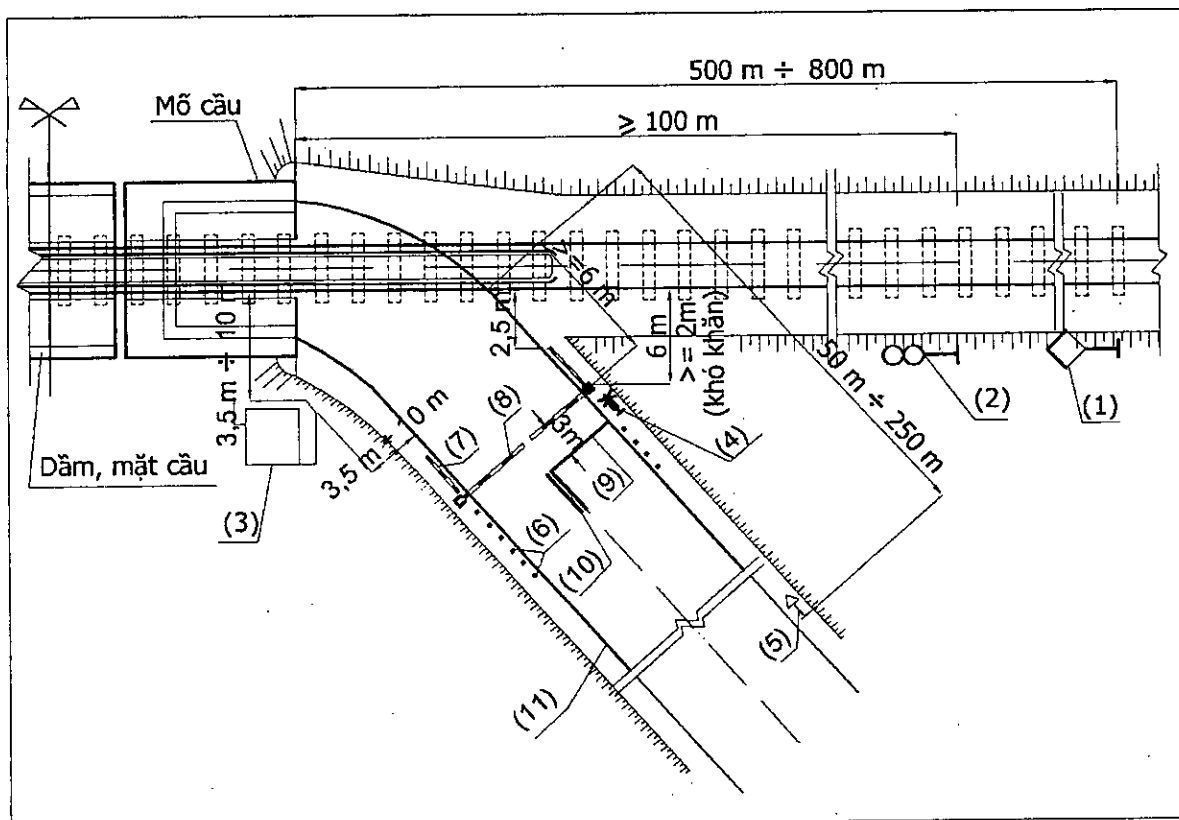 500 m ÷ 800 m
Mố cầu
≥ 100 m
>=6 m
2,5 m
6 m
>= 2m
(khó khăn)
50 m ÷ 250 m
3,5 m ÷ 10 m
3,5 m ÷ 10 m
(8)
(7)
3m
(4)
(2)
(1)
Dầm, mặt cầu
(3)
(9)
(6)
(10)
(5)
(11)